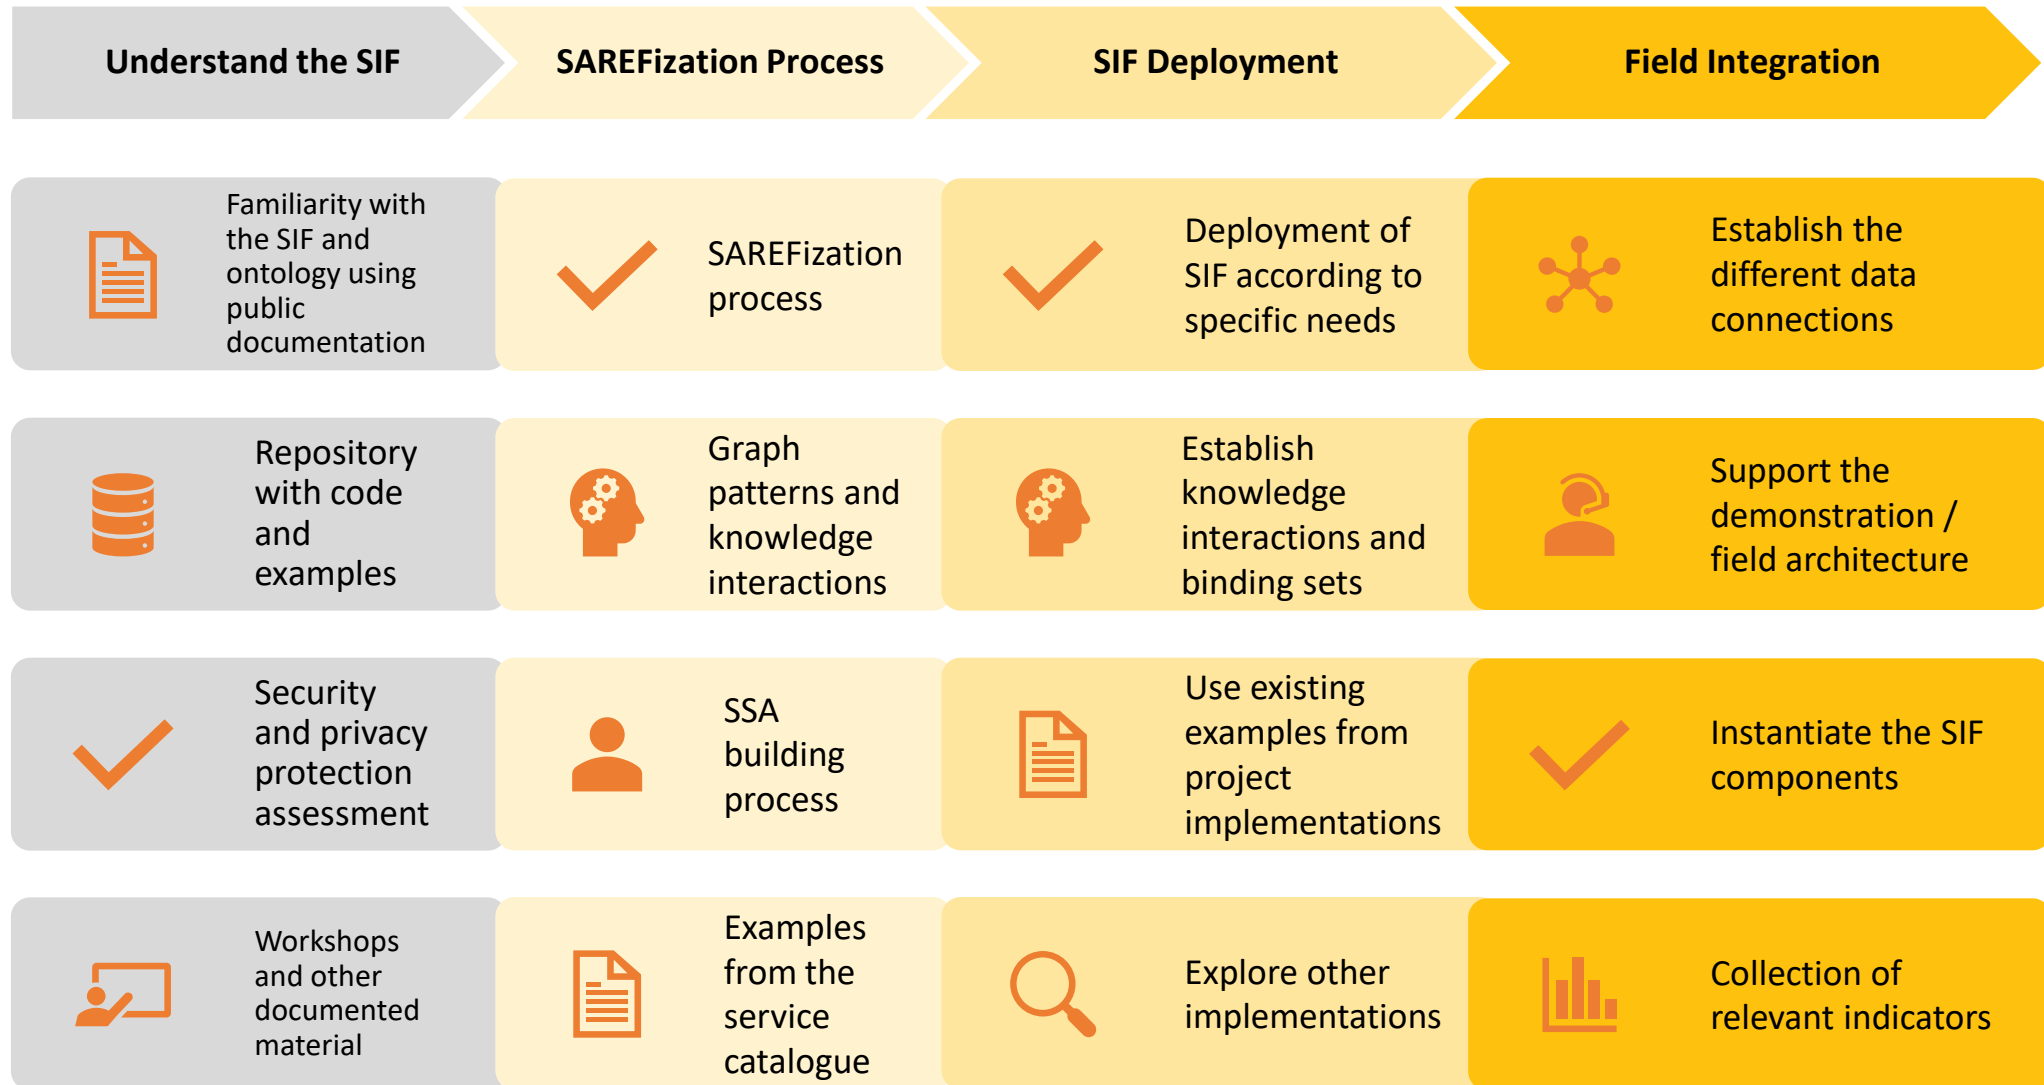 Understand the SIF
SAREFization Process
SIF Deployment
Field Integration
Familiarity with
the SIF and
ontology using
public
documentation
SAREFization
process
Deployment of
SIF according to
specific needs
Establish the
different data
connections
Repository
with code
and
examples
Graph
patterns and
knowledge
interactions
Establish
knowledge
interactions and
binding sets
Support the
demonstration /
field architecture
Security
and privacy
protection
assessment
SSA
building
process
Use existing
examples from
project
implementations
Instantiate the SIF
components
Workshops
and other
documented
material
Examples
from the
service
catalogue
Explore other
implementations
Collection of
relevant indicators